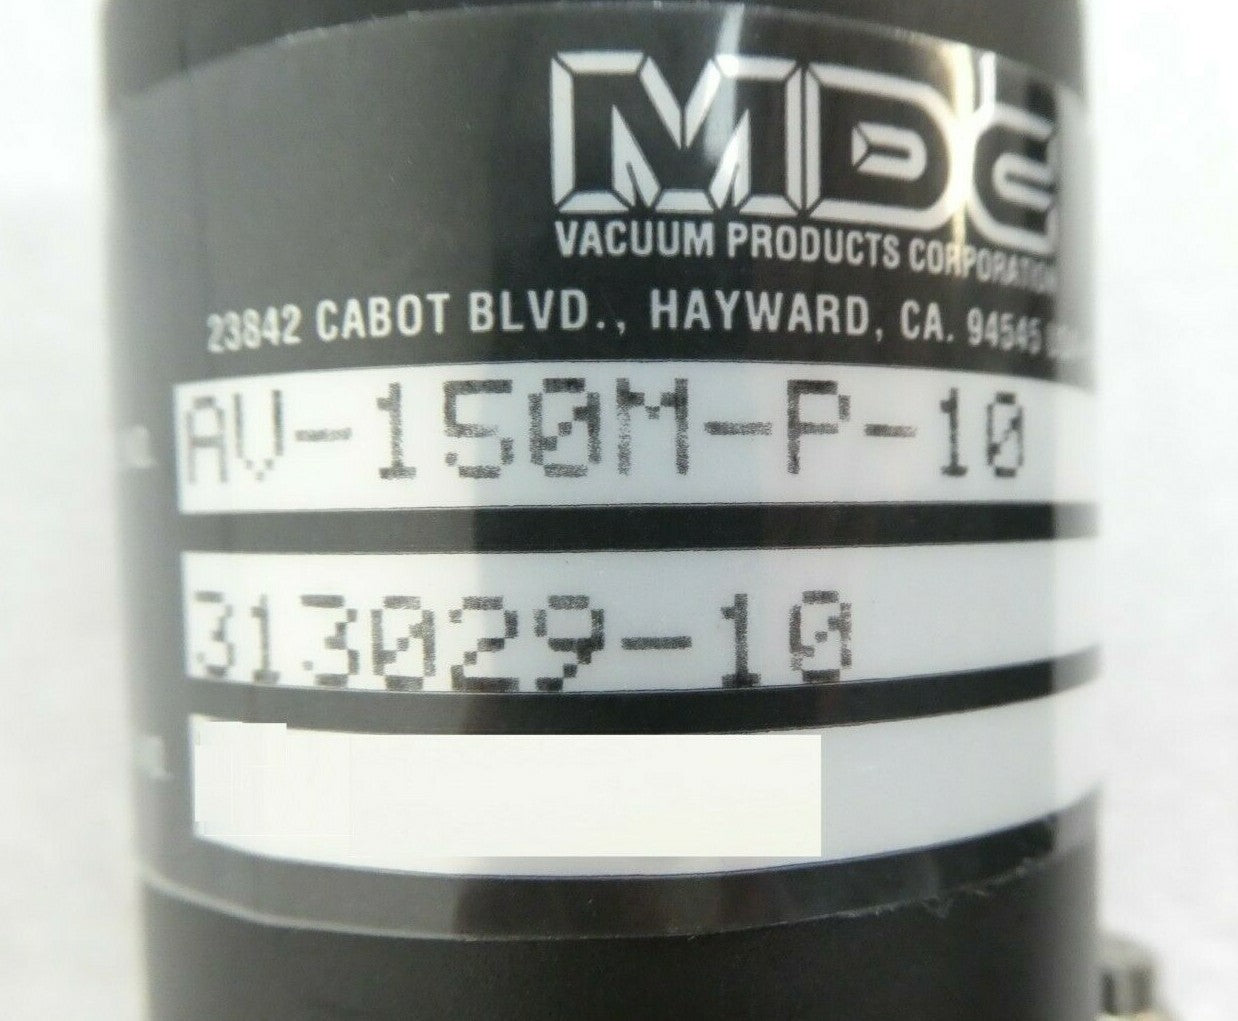 MDC
VACUUM PRODUCTS CORPORATION
23842 CABOT BLVD., HAYWARD, CA. 94545
AV-150M-P-10
313029-10